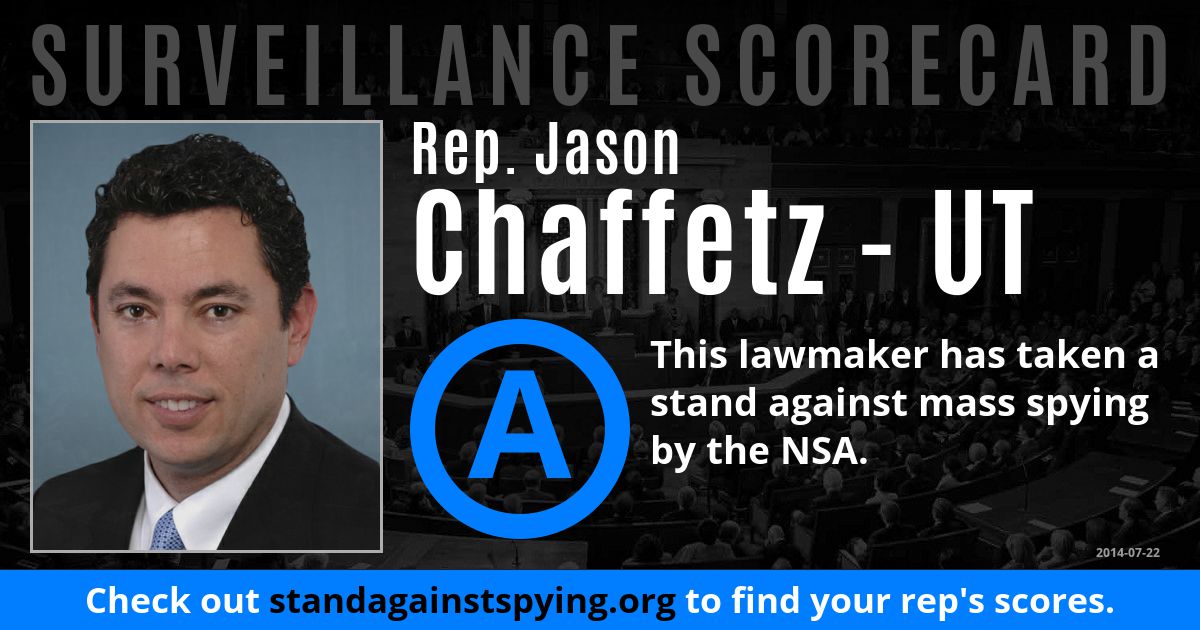 SURVEILLANCE SCORECARD
Rep. Jason
Chaffetz - UT
A
This lawmaker has taken a
stand against mass spying
by the NSA.
2014-07-22
Check out standagainstspying.org to find your rep's scores.